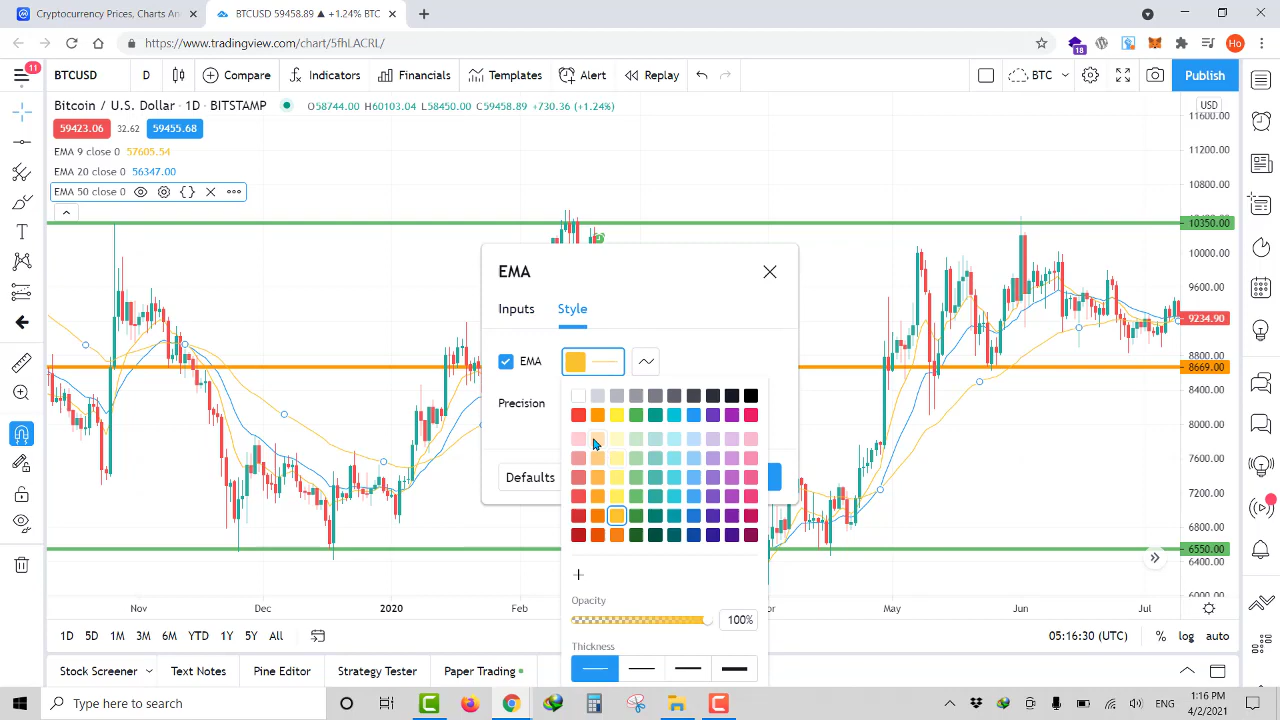 Cryptocurrency Prices, Charts An
BTCUSD 59458.89 ▲ +1.24% BTC
https://www.tradingview.com/chart/5fhLACRL/
18
Ho
11
BTCUSD
D
Compare
Indicators
Financials
Templates
Alert
Replay
BTC
Publish
Bitcoin / U.S. Dollar · 1D · BITSTAMP
O58744.00 H60103.04 L58450.00 C59458.89 +730.36 (+1.24%)
USD
59423.06
32.62
59455.68
EMA 9 close 0 57605.54
EMA 20 close 0 56347.00
EMA 50 close 0
11600.00
11200.00
10800.00
10350.00
10000.00
9600.00
9234.90
8800.00
8669.00
8400.00
8000.00
7600.00
7200.00
6800.00
6550.00
6400.00
EMA
Inputs
Style
EMA
Precision
Defaults
Opacity
100%
Thickness
Nov
Dec
2020
Feb
May
Jun
Jul
1D
5D
1M
3M
6M
YTD
1Y
5Y
All
05:16:30 (UTC)
%
log
auto
Stock Screener
Text Notes
Pine Editor
Strategy Tester
Paper Trading
Type here to search
ENG
1:16 PM
4/2/2021